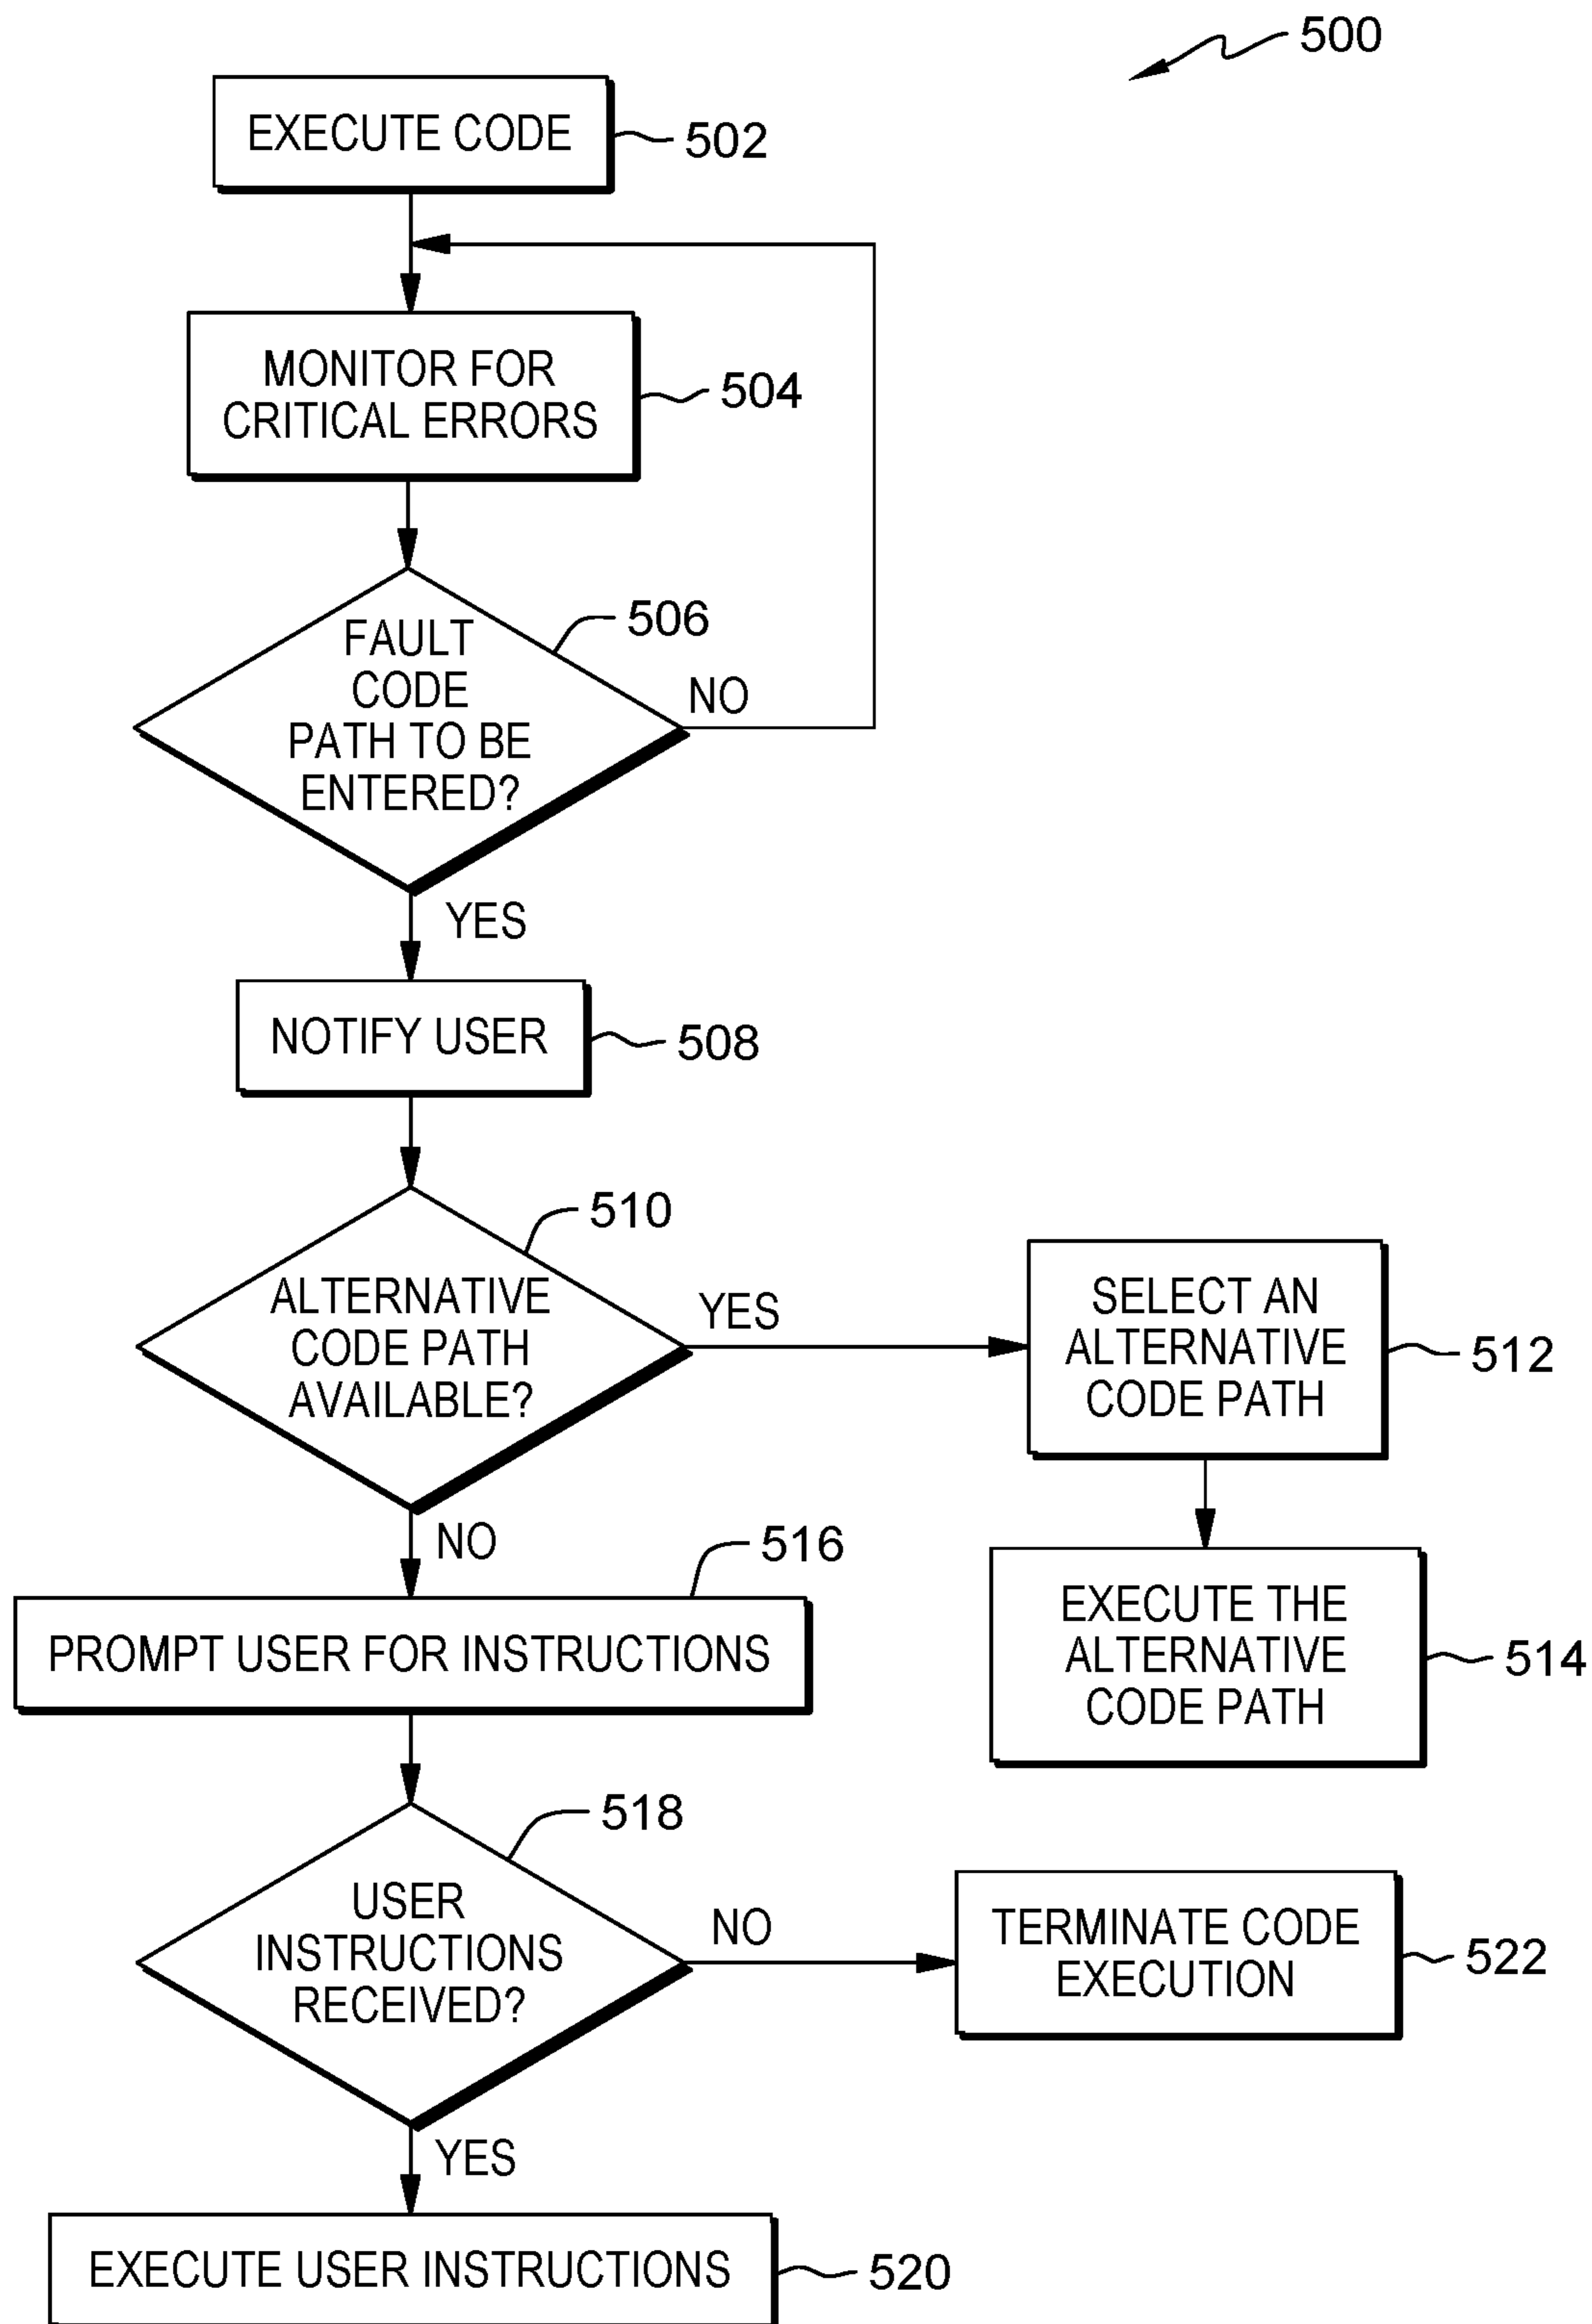 500
EXECUTE CODE
502
MONITOR FOR
CRITICAL ERRORS
504
FAULT
CODE
PATH TO BE
ENTERED?
506
NO
YES
NOTIFY USER
508
ALTERNATIVE
CODE PATH
AVAILABLE?
510
YES
SELECT AN
ALTERNATIVE
CODE PATH
512
EXECUTE THE
ALTERNATIVE
CODE PATH
514
NO
PROMPT USER FOR INSTRUCTIONS
516
USER
INSTRUCTIONS
RECEIVED?
518
NO
TERMINATE CODE
EXECUTION
522
YES
EXECUTE USER INSTRUCTIONS
520